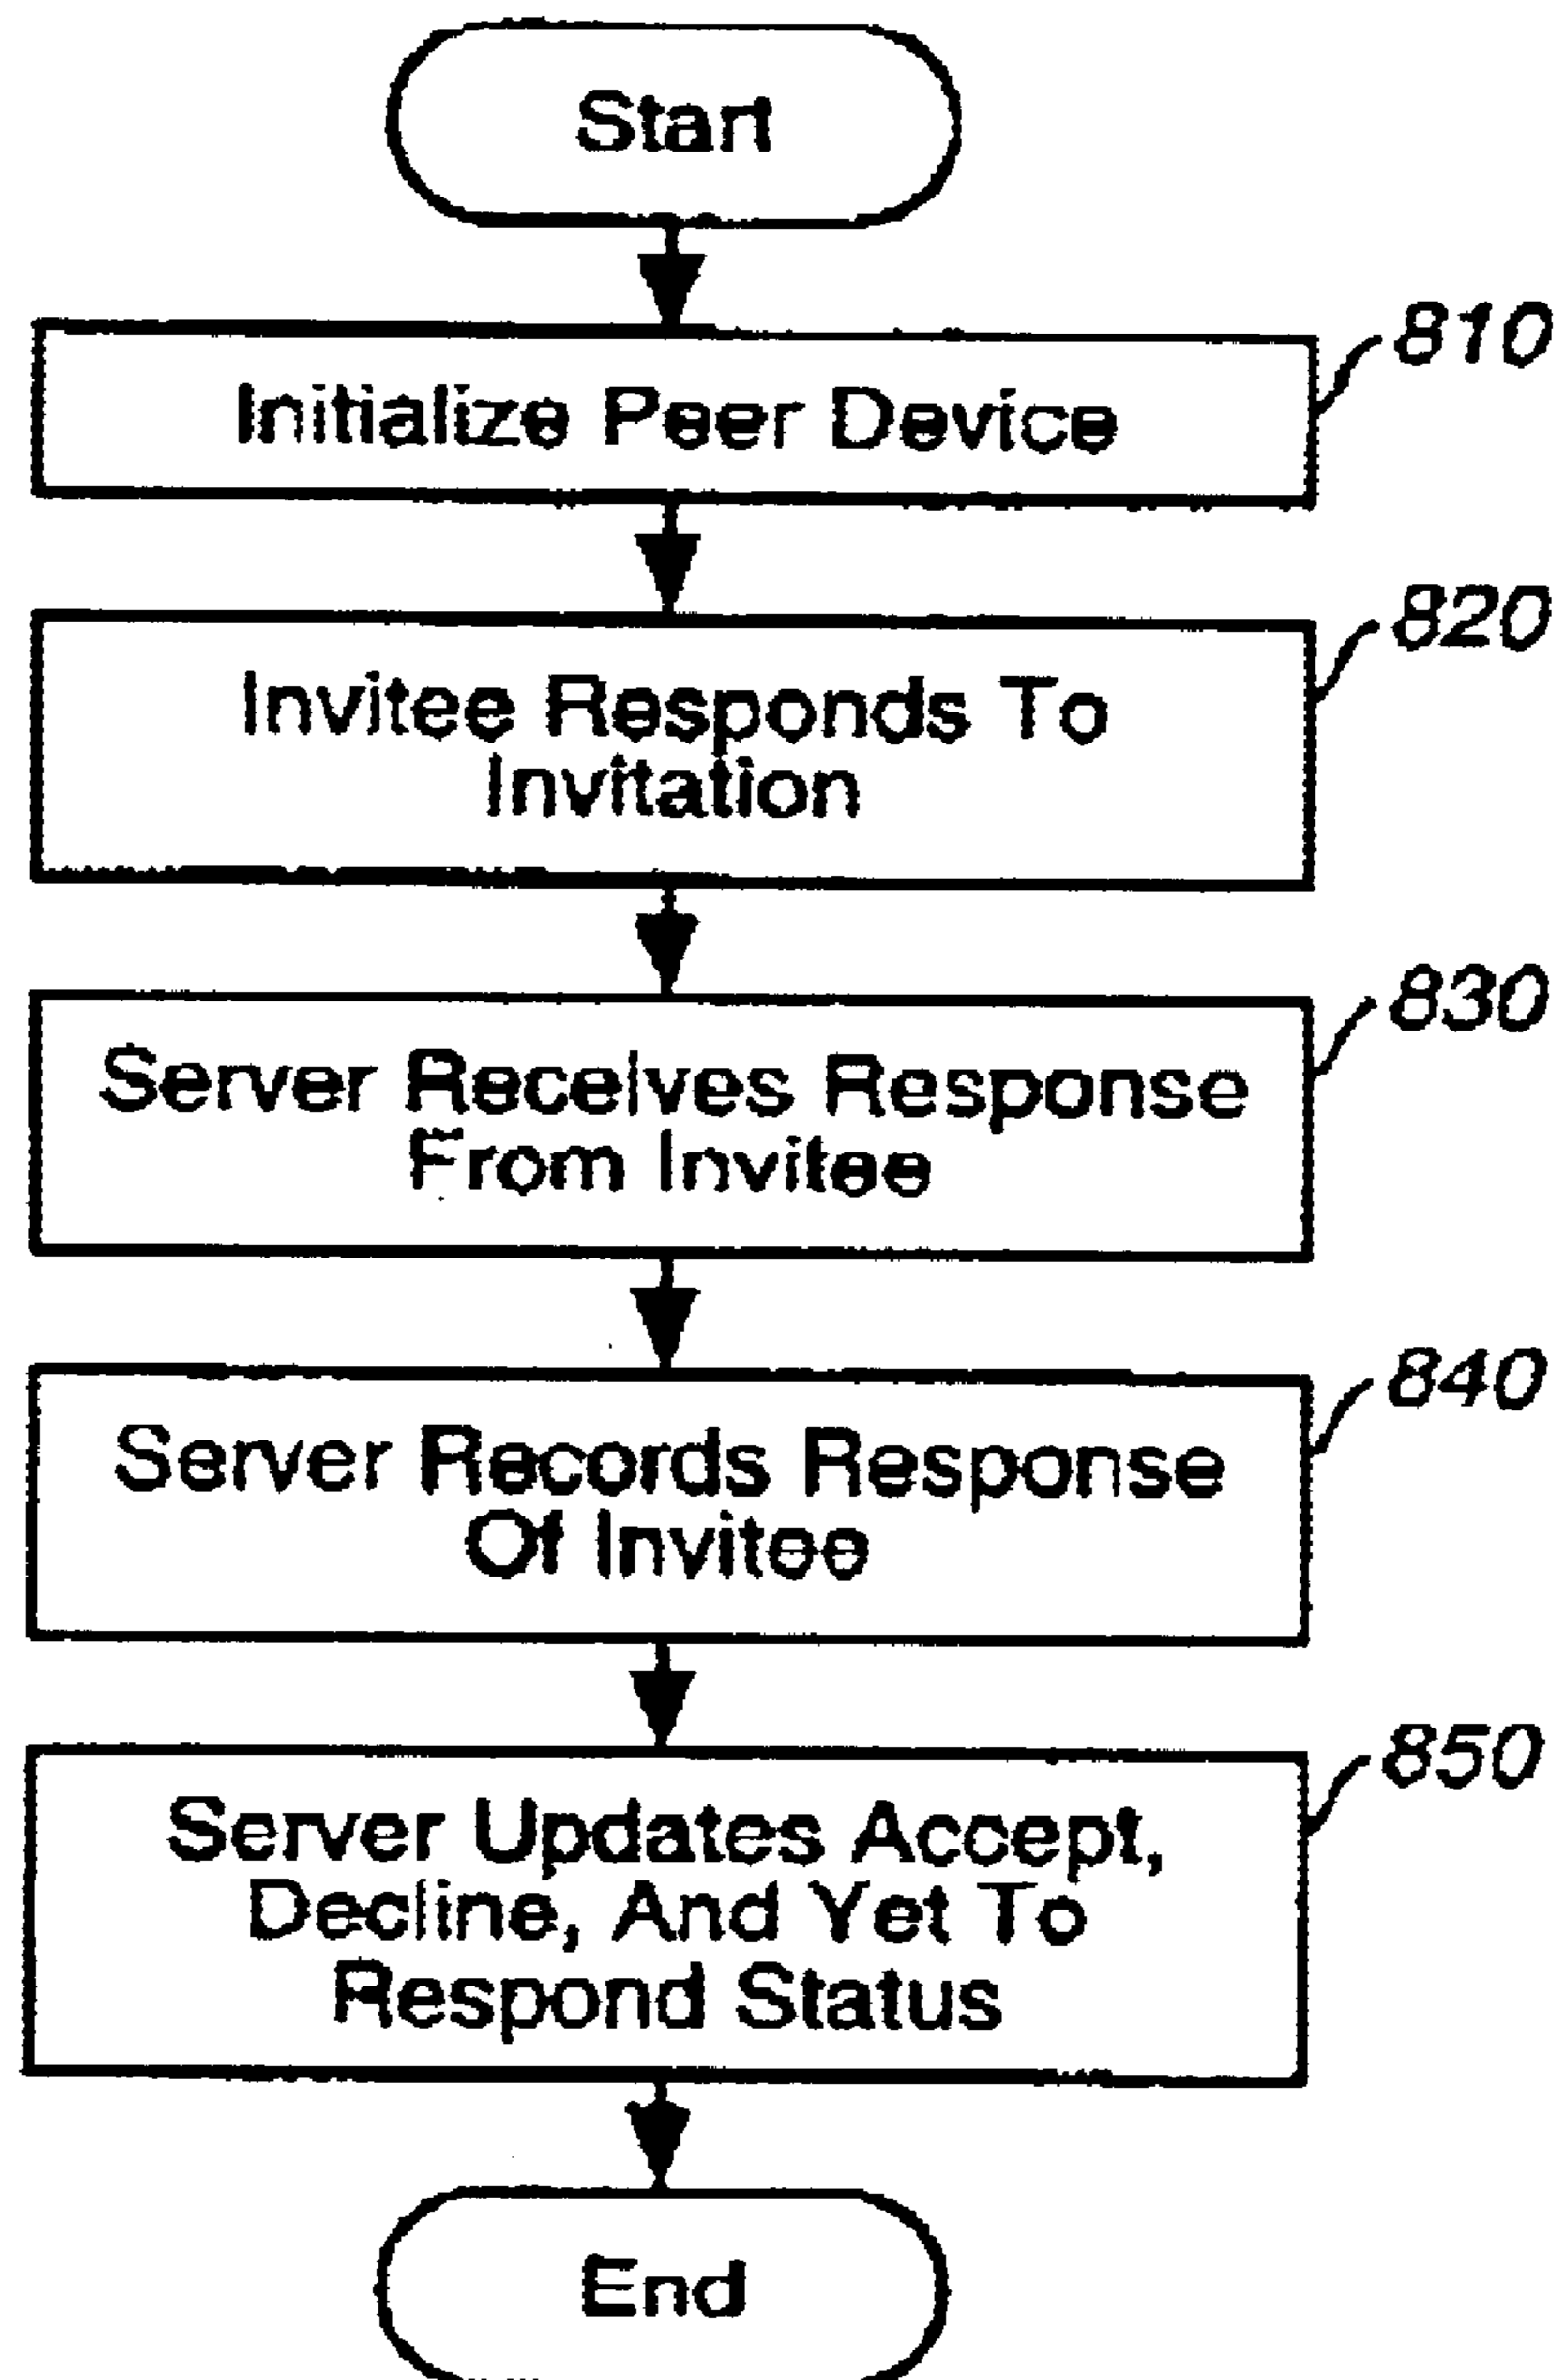 Start
810
Initialize Peer Device
820
Invitee Responds To
Invitation
830
Server Receives Response
From Invitee
840
Server Records Response
Of Invitee
850
Server Updates Accept,
Decline, And Yet To
Respond Status
End